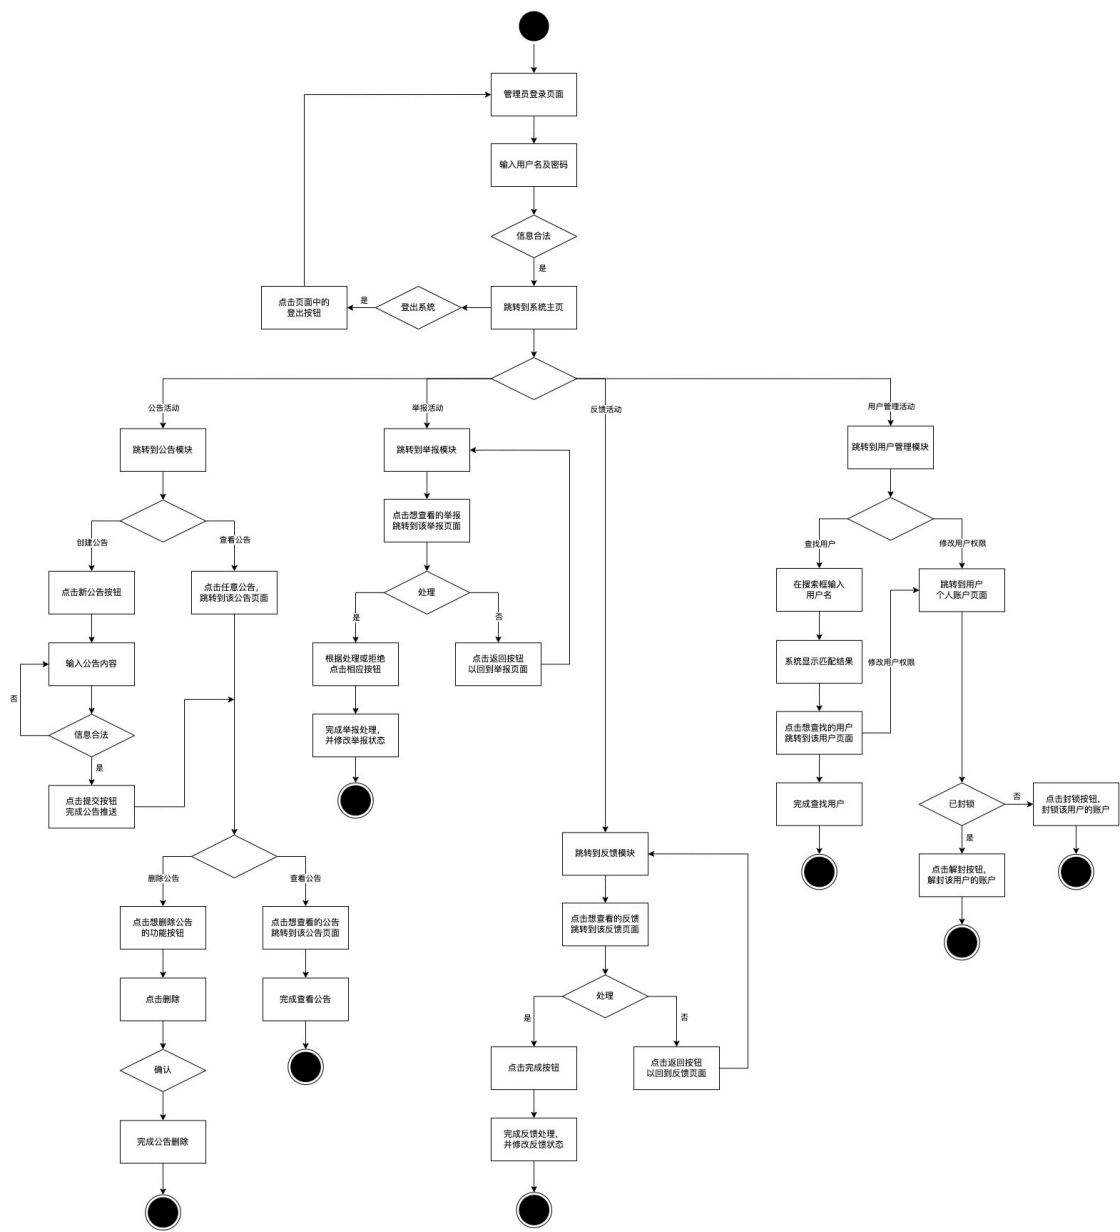 管理员登录页面
输入用户名及密码
信息合法
是
点击页面中的
登出按钮
是
登出系统
跳转到系统主页
公告活动
举报活动
反馈活动
用户管理活动
跳转到公告模块
跳转到举报模块
跳转到用户管理模块
创建公告
查看公告
点击想查看的举报
跳转到该举报页面
查找用户
修改用户权限
点击新公告按钮
点击任意公告，
跳转到该公告页面
处理
在搜索框输入
用户名
跳转到用户
个人账户页面
是
否
输入公告内容
根据处理或拒绝
点击相应按钮
点击返回按钮
以回到举报页面
系统显示匹配结果
修改用户权限
否
信息合法
是
完成举报处理，
并修改举报状态
点击想查找的用户
跳转到该用户页面
点击提交按钮
完成公告推送
完成查找用户
已封锁
否
点击封锁按钮，
封锁该用户的账户
是
跳转到反馈模块
点击解封按钮，
解封该用户的账户
删除公告
查看公告
点击想删除公告
的功能按钮
点击想查看的公告
跳转到该公告页面
点击想查看的反馈
跳转到该反馈页面
点击删除
完成查看公告
处理
是
否
确认
点击完成按钮
点击返回按钮
以回到反馈页面
完成公告删除
完成反馈处理，
并修改反馈状态